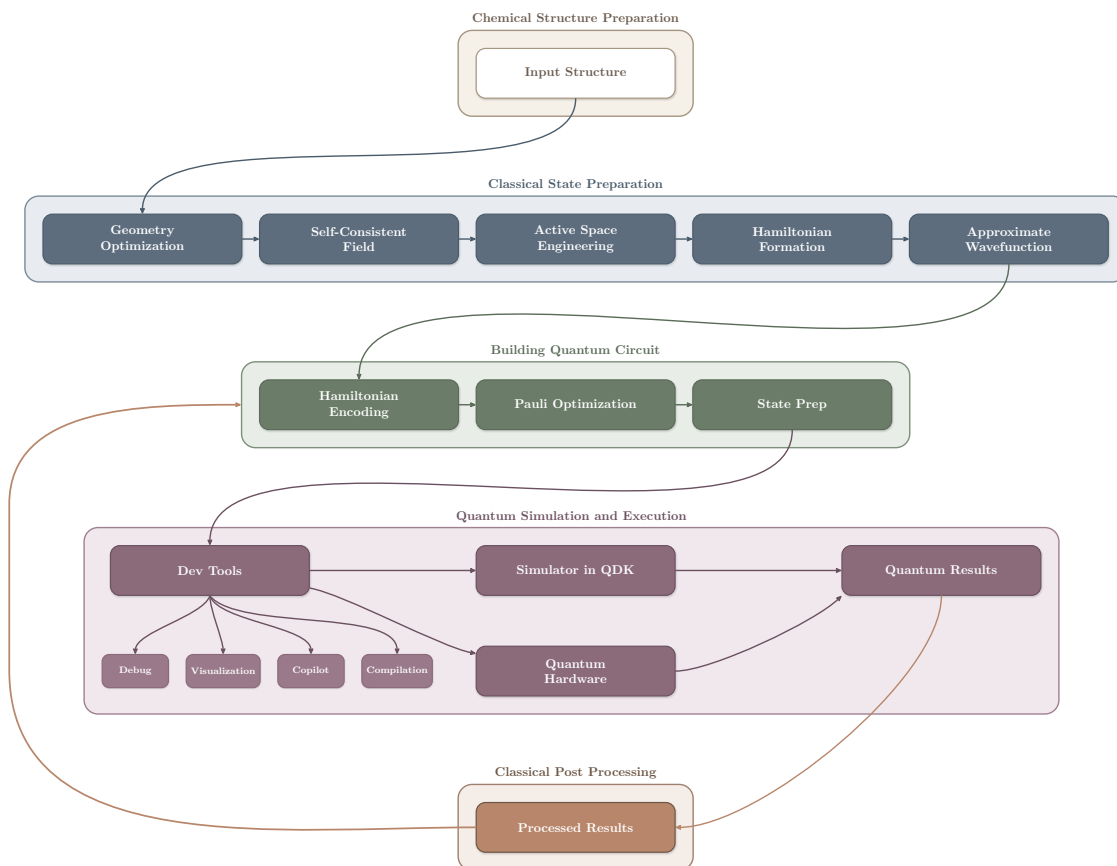 Chemical Structure Preparation
Input Structure
Classical State Preparation
Geometry
Optimization
Self-Consistent
Field
Active Space
Engineering
Hamiltonian
Formation
Approximate
Wavefunction
Building Quantum Circuit
Hamiltonian
Encoding
Pauli Optimization
State Prep
Quantum Simulation and Execution
Dev Tools
Simulator in QDK
Quantum Results
Debug
Visualization
Copilot
Compilation
Quantum
Hardware
Classical Post Processing
Processed Results